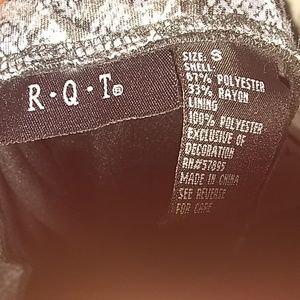 R·Q·T®
SIZE: S
SHELL
67% POLYESTER
33% RAYON
LINING
100% POLYESTER
EXCLUSIVE OF
DECORATION
RN#57895
MADE IN CHINA
SEE REVERSE
FOR CARE